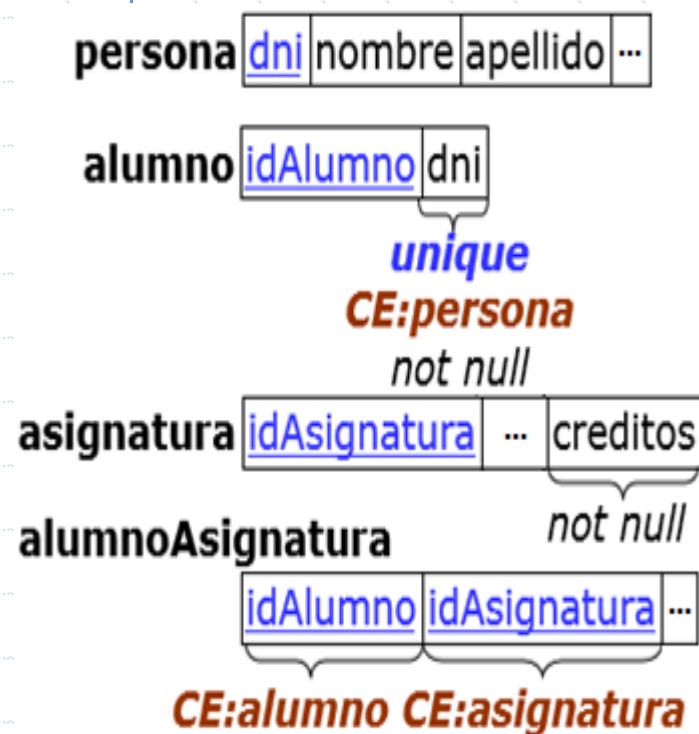 persona dni nombre apellido ...
alumno idAlumno dni
unique
CE:persona
not null
asignatura idAsignatura ... creditos
not null
alumnoAsignatura
idAlumno idAsignatura ...
CE:alumno CE:asignatura